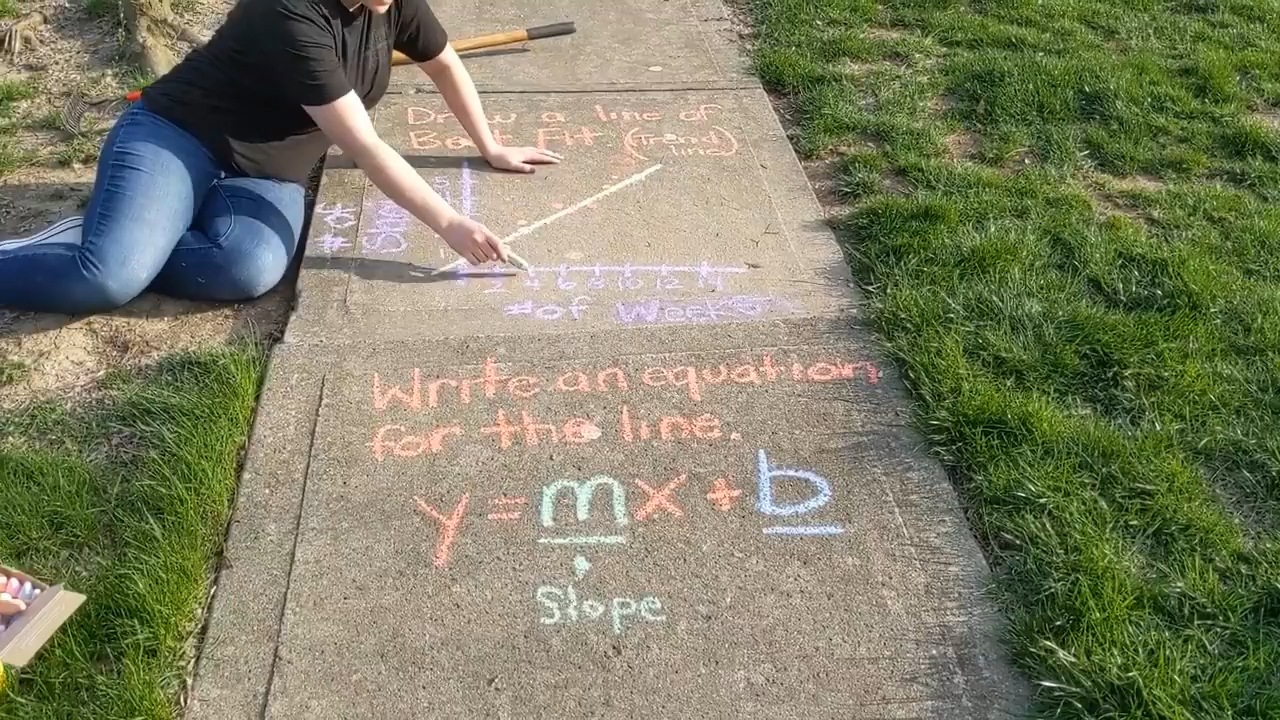 Draw a line of
Best Fit (Trend
line)
# of
2 4 6 8 10 12 14
# of Weeks
Write an equation
for the line.
y = mx + b
Slope